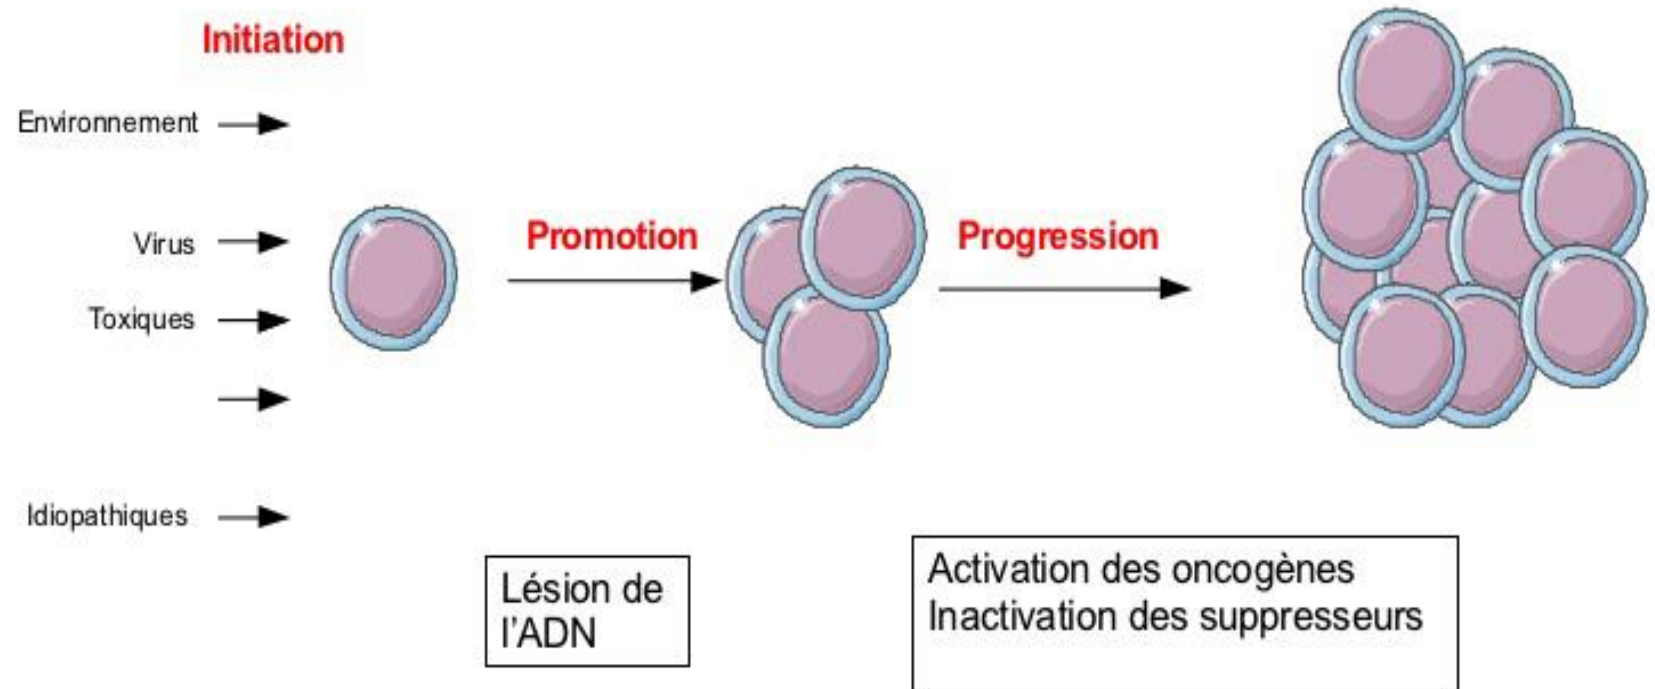 Initiation
Environnement
Virus
Promotion
Progression
Toxiques
Idiopathiques
Lésion de
l'ADN
Activation des oncogènes
Inactivation des suppresseurs